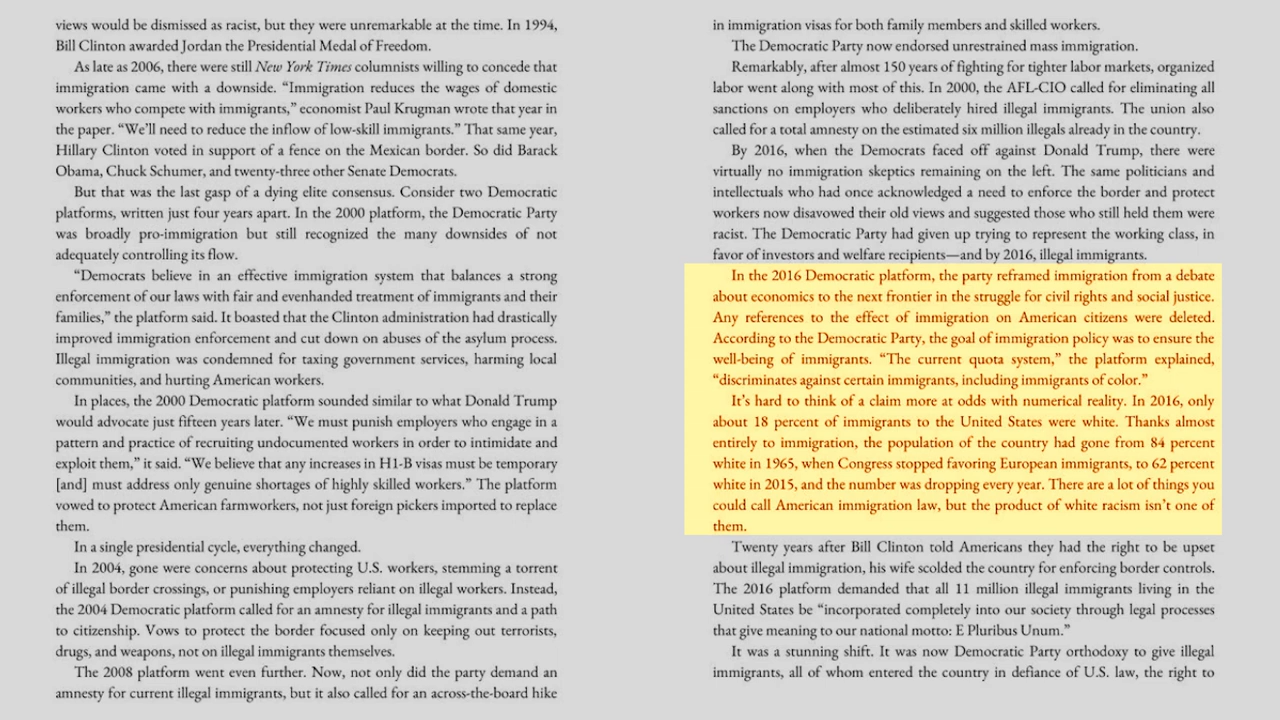 views would be dismissed as racist, but they were unremarkable at the time. In 1994,
Bill Clinton awarded Jordan the Presidential Medal of Freedom.
As late as 2006, there were still New York Times columnists willing to concede that
immigration came with a downside. “Immigration reduces the wages of domestic
workers who compete with immigrants,” economist Paul Krugman wrote that year in
the paper. “We’ll need to reduce the inflow of low-skill immigrants.” That same year,
Hillary Clinton voted in support of a fence on the Mexican border. So did Barack
Obama, Chuck Schumer, and twenty-three other Senate Democrats.
But that was the last gasp of a dying elite consensus. Consider two Democratic
platforms, written just four years apart. In the 2000 platform, the Democratic Party
was broadly pro-immigration but still recognized the many downsides of not
adequately controlling its flow.
“Democrats believe in an effective immigration system that balances a strong
enforcement of our laws with fair and evenhanded treatment of immigrants and their
families,” the platform said. It boasted that the Clinton administration had drastically
improved immigration enforcement and cut down on abuses of the asylum process.
Illegal immigration was condemned for taxing government services, harming local
communities, and hurting American workers.
In places, the 2000 Democratic platform sounded similar to what Donald Trump
would advocate just fifteen years later. “We must punish employers who engage in a
pattern and practice of recruiting undocumented workers in order to intimidate and
exploit them,” it said. “We believe that any increases in H1-B visas must be temporary
[and] must address only genuine shortages of highly skilled workers.” The platform
vowed to protect American farmworkers, not just foreign pickers imported to replace
them.
In a single presidential cycle, everything changed.
In 2004, gone were concerns about protecting U.S. workers, stemming a torrent
of illegal border crossings, or punishing employers reliant on illegal workers. Instead,
the 2004 Democratic platform called for an amnesty for illegal immigrants and a path
to citizenship. Vows to protect the border focused only on keeping out terrorists,
drugs, and weapons, not on illegal immigrants themselves.
The 2008 platform went even further. Now, not only did the party demand an
amnesty for current illegal immigrants, but it also called for an across-the-board hike
in immigration visas for both family members and skilled workers.
The Democratic Party now endorsed unrestrained mass immigration.
Remarkably, after almost 150 years of fighting for tighter labor markets, organized
labor went along with most of this. In 2000, the AFL-CIO called for eliminating all
sanctions on employers who deliberately hired illegal immigrants. The union also
called for a total amnesty on the estimated six million illegals already in the country.
By 2016, when the Democrats faced off against Donald Trump, there were
virtually no immigration skeptics remaining on the left. The same politicians and
intellectuals who had once acknowledged a need to enforce the border and protect
workers now disavowed their old views and suggested those who still held them were
racist. The Democratic Party had given up trying to represent the working class, in
favor of investors and welfare recipients—and by 2016, illegal immigrants.
In the 2016 Democratic platform, the party reframed immigration from a debate
about economics to the next frontier in the struggle for civil rights and social justice.
Any references to the effect of immigration on American citizens were deleted.
According to the Democratic Party, the goal of immigration policy was to ensure the
well-being of immigrants. “The current quota system,” the platform explained,
“discriminates against certain immigrants, including immigrants of color.”
It’s hard to think of a claim more at odds with numerical reality. In 2016, only
about 18 percent of immigrants to the United States were white. Thanks almost
entirely to immigration, the population of the country had gone from 84 percent
white in 1965, when Congress stopped favoring European immigrants, to 62 percent
white in 2015, and the number was dropping every year. There are a lot of things you
could call American immigration law, but the product of white racism isn’t one of
them.
Twenty years after Bill Clinton told Americans they had the right to be upset
about illegal immigration, his wife scolded the country for enforcing border controls.
The 2016 platform demanded that all 11 million illegal immigrants living in the
United States be “incorporated completely into our society through legal processes
that give meaning to our national motto: E Pluribus Unum.”
It was a stunning shift. It was now Democratic Party orthodoxy to give illegal
immigrants, all of whom entered the country in defiance of U.S. law, the right to